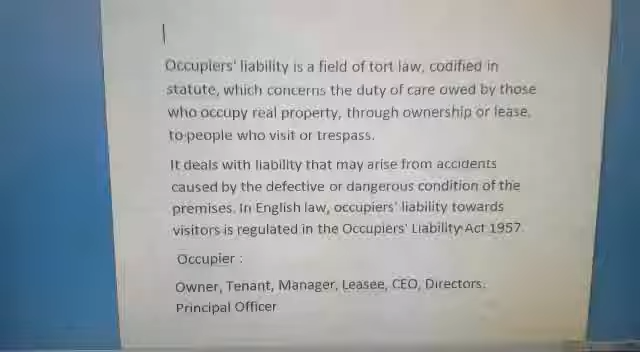 Occupiers' liability is a field of tort law, codified in
statute, which concerns the duty of care owed by those
who occupy real property, through ownership or lease,
to people who visit or trespass.
It deals with liability that may arise from accidents
caused by the defective or dangerous condition of the
premises. In English law, occupiers' liability towards
visitors is regulated in the Occupiers' Liability Act 1957.
Occupier :
Owner, Tenant, Manager, Leasee, CEO, Directors,
Principal Officer